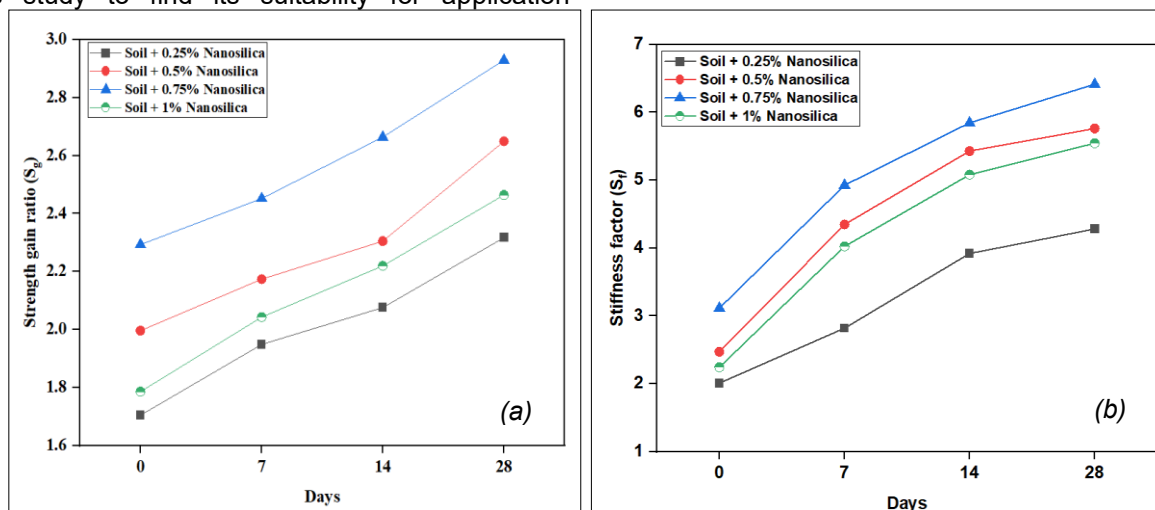 study to find its suitability for application
3.0
2.8
2.6
2.4
2.2
2.0
1.8
1.6
Strength gain ratio (Sg)
Soil + 0.25% Nanosilica
Soil + 0.5% Nanosilica
Soil + 0.75% Nanosilica
Soil + 1% Nanosilica
(a)
0 7 14 28
Days
7
6
5
4
3
2
1
Stiffness factor (Sf)
Soil + 0.25% Nanosilica
Soil + 0.5% Nanosilica
Soil + 0.75% Nanosilica
Soil + 1% Nanosilica
(b)
0 7 14 28
Days